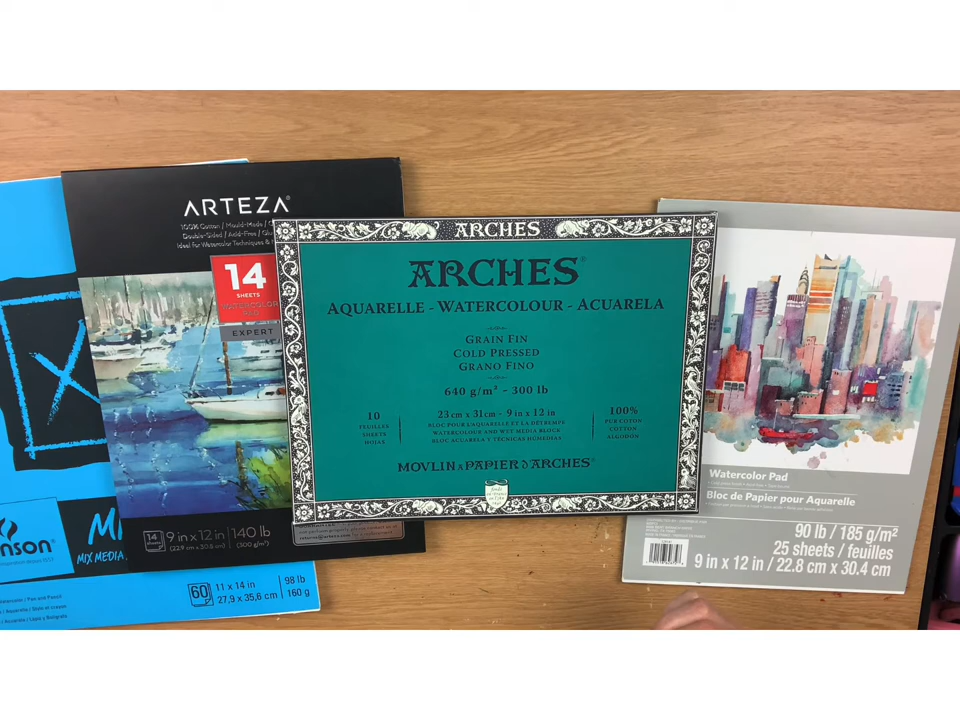 ARTEZA®
100% Cotton / Mould-Made /
Double-Sided / Acid-Free /
Ideal for Watercolor Techniques &
14
SHEETS
WATERCOLOR
PAD
EXPERT
14
sheets
9 in x 12 in
(22.9 cm x 30.5 cm)
140 lb
(300 g/m²)
MIX MEDIA
60
11 x 14 in
27,9 x 35,6 cm
98 lb
160 g
ARCHES
ARCHES®
AQUARELLE - WATERCOLOUR - ACUARELA
GRAIN FIN
COLD PRESSED
GRANO FINO
640 g/m² - 300 lb
10
FEUILLES
SHEETS
HOJAS
23 cm x 31 cm - 9 in x 12 in
BLOC POUR L'AQUARELLE ET LA DÉTREMPE
WATERCOLOUR AND WET MEDIA BLOCK
BLOC ACUARELA Y TÉCNICAS HÚMEDAS
100%
PUR COTON
COTTON
ALGODÓN
MOVLIN À PAPIER D'ARCHES®
Watercolor Pad
Bloc de Papier pour Aquarelle
90 lb / 185 g/m²
25 sheets / feuilles
9 in x 12 in / 22.8 cm x 30.4 cm